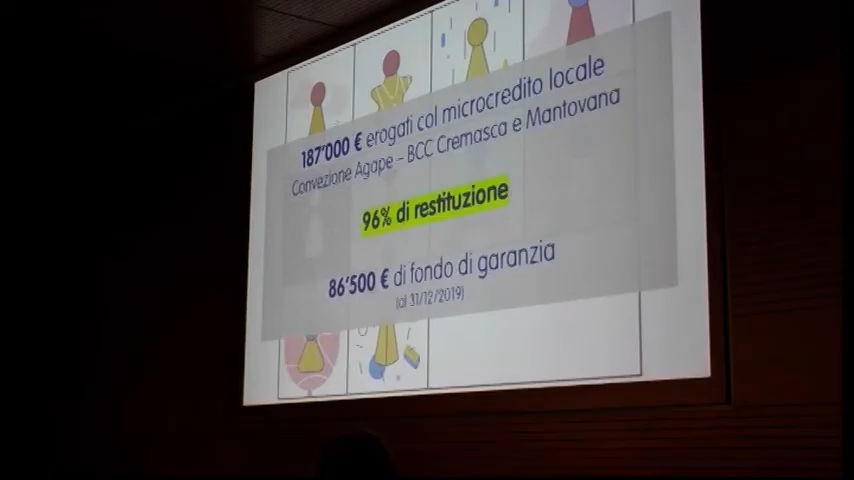 187'000 € erogati col microcredito locale
Convezione Agape – BCC Cremasca e Mantovana
96% di restituzione
86'500 € di fondo di garanzia
(al 31/12/2019)